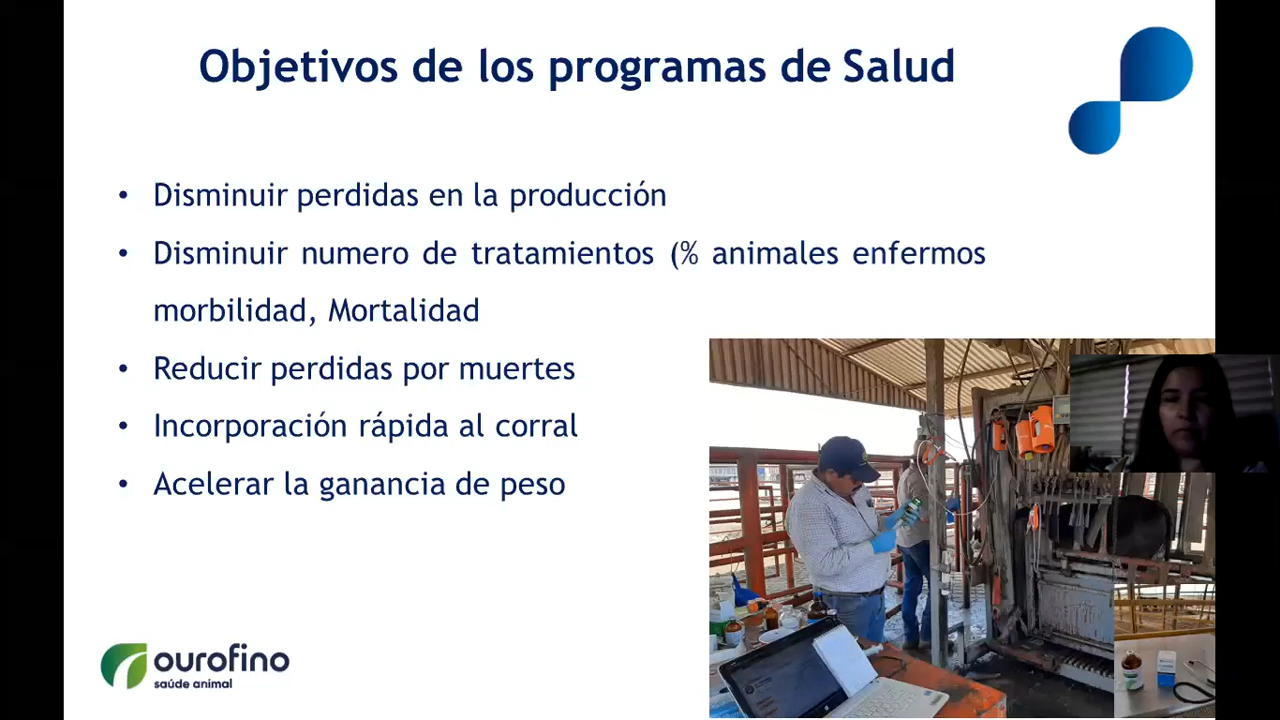 Objetivos de los programas de Salud
• Disminuir perdidas en la producción
• Disminuir numero de tratamientos (% animales enfermos
morbilidad, Mortalidad
• Reducir perdidas por muertes
• Incorporación rápida al corral
• Acelerar la ganancia de peso
ourofino
saúde animal